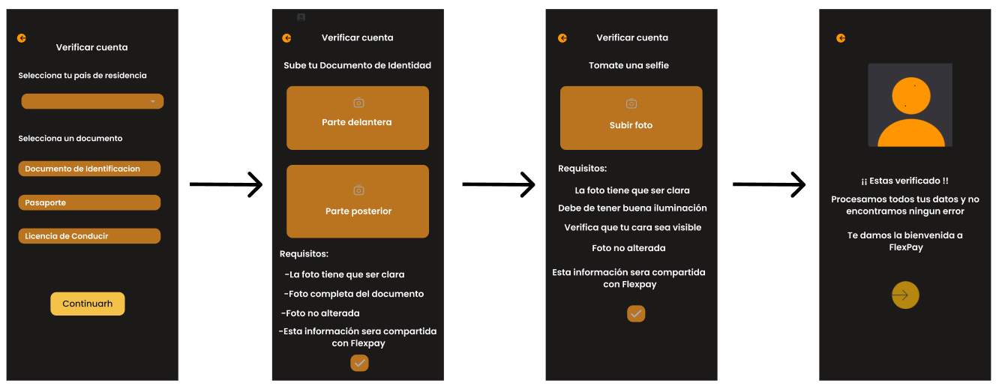 Verificar cuenta
Selecciona tu pais de residencia
Selecciona un documento
Documento de Identificacion
Pasaporte
Licencia de Conducir
Continuarh
Verificar cuenta
Sube tu Documento de Identidad
Parte delantera
Parte posterior
Requisitos:
-La foto tiene que ser clara
-Foto completa del documento
-Foto no alterada
-Esta información sera compartida
con Flexpay
Verificar cuenta
Tomate una selfie
Subir foto
Requisitos:
La foto tiene que ser clara
Debe de tener buena iluminación
Verifica que tu cara sea visible
Foto no alterada
Esta información sera compartida
con Flexpay
¡¡ Estas verificado !!
Procesamos todos tus datos y no
encontramos ningun error
Te damos la bienvenida a
FlexPay